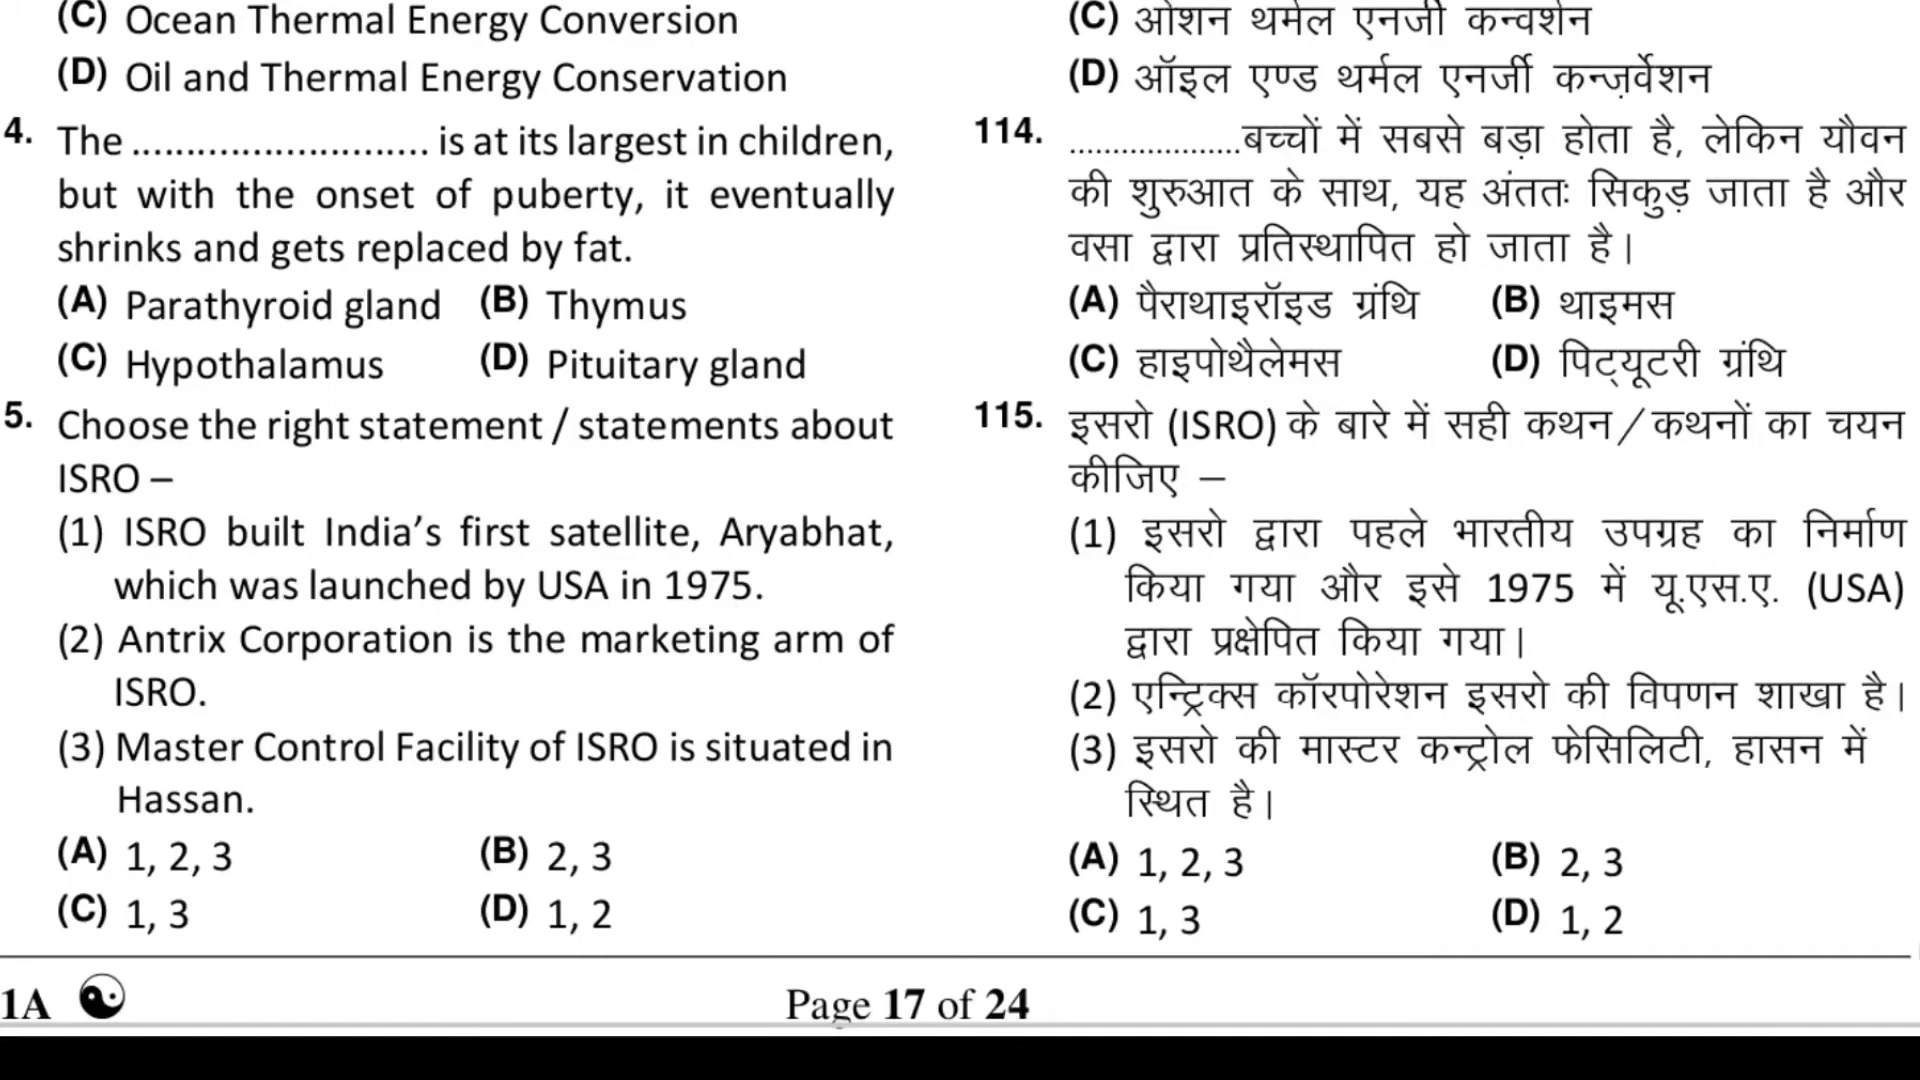 (C) Ocean Thermal Energy Conversion
(D) Oil and Thermal Energy Conservation
4. The ........................... is at its largest in children,
but with the onset of puberty, it eventually
shrinks and gets replaced by fat.
(A) Parathyroid gland (B) Thymus
(C) Hypothalamus (D) Pituitary gland
5. Choose the right statement / statements about
ISRO –
(1) ISRO built India's first satellite, Aryabhat,
which was launched by USA in 1975.
(2) Antrix Corporation is the marketing arm of
ISRO.
(3) Master Control Facility of ISRO is situated in
Hassan.
(A) 1, 2, 3 (B) 2, 3
(C) 1, 3 (D) 1, 2
(C) ओशन थर्मल एनर्जी कन्वर्शन
(D) ऑइल एण्ड थर्मल एनर्जी कन्ज़र्वेशन
114. ....................बच्चों में सबसे बड़ा होता है, लेकिन यौवन
की शुरुआत के साथ, यह अंततः सिकुड़ जाता है और
वसा द्वारा प्रतिस्थापित हो जाता है।
(A) पैराथाइरॉइड ग्रंथि (B) थाइमस
(C) हाइपोथैलेमस (D) पिट्यूटरी ग्रंथि
115. इसरो (ISRO) के बारे में सही कथन/कथनों का चयन
कीजिए –
(1) इसरो द्वारा पहले भारतीय उपग्रह का निर्माण
किया गया और इसे 1975 में यू.एस.ए. (USA)
द्वारा प्रक्षेपित किया गया।
(2) एन्ट्रिक्स कॉरपोरेशन इसरो की विपणन शाखा है।
(3) इसरो की मास्टर कन्ट्रोल फेसिलिटी, हासन में
स्थित है।
(A) 1, 2, 3 (B) 2, 3
(C) 1, 3 (D) 1, 2
1A Page 17 of 24